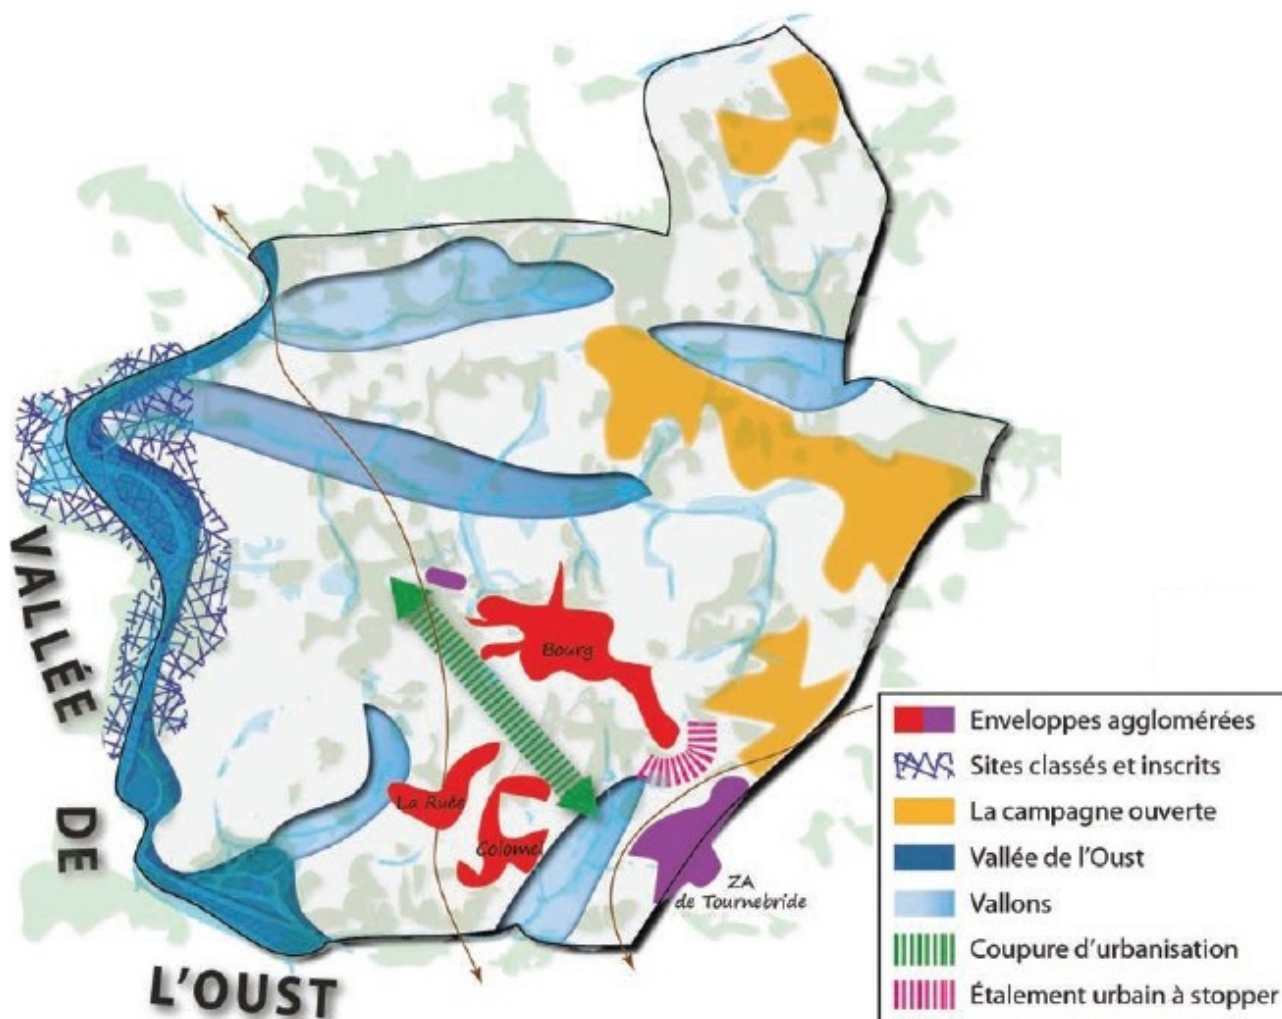 VALLÉE
DE
L'OUST
Bourg
La Ruée
Colomel
ZA
de Tournebride
Enveloppes agglomérées
Sites classés et inscrits
La campagne ouverte
Vallée de l'Oust
Vallons
Coupure d'urbanisation
Étalement urbain à stopper